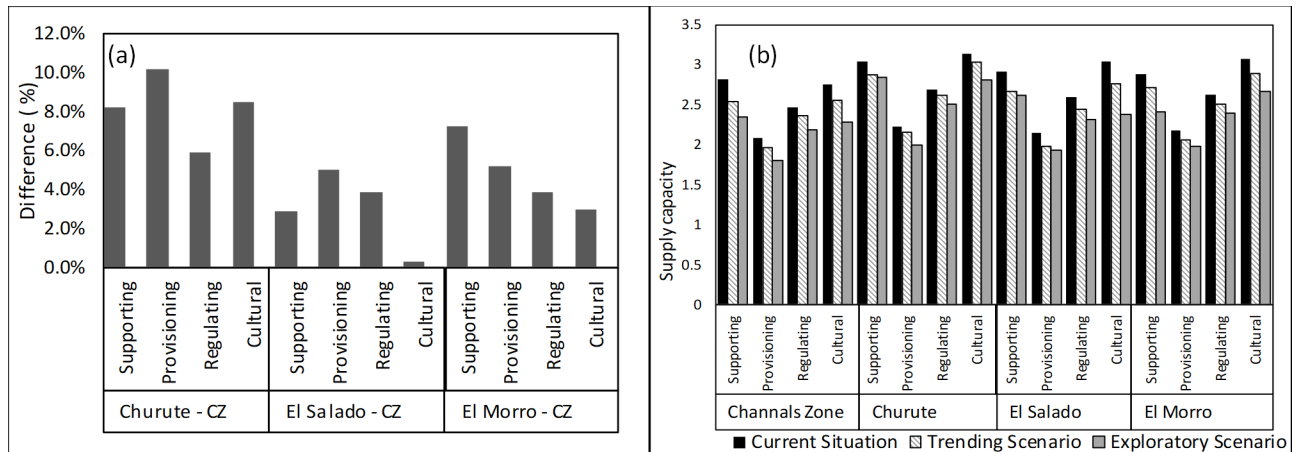 (a)
Difference ( %)
12.0%
10.0%
8.0%
6.0%
4.0%
2.0%
0.0%
Supporting
Provisioning
Regulating
Cultural
Supporting
Provisioning
Regulating
Cultural
Supporting
Provisioning
Regulating
Cultural
Churute - CZ
El Salado - CZ
El Morro - CZ
(b)
Supply capacity
3.5
3
2.5
2
1.5
1
0.5
0
Supporting
Provisioning
Regulating
Cultural
Supporting
Provisioning
Regulating
Cultural
Supporting
Provisioning
Regulating
Cultural
Supporting
Provisioning
Regulating
Cultural
Channals Zone
Churute
El Salado
El Morro
Current Situation
Trending Scenario
Exploratory Scenario